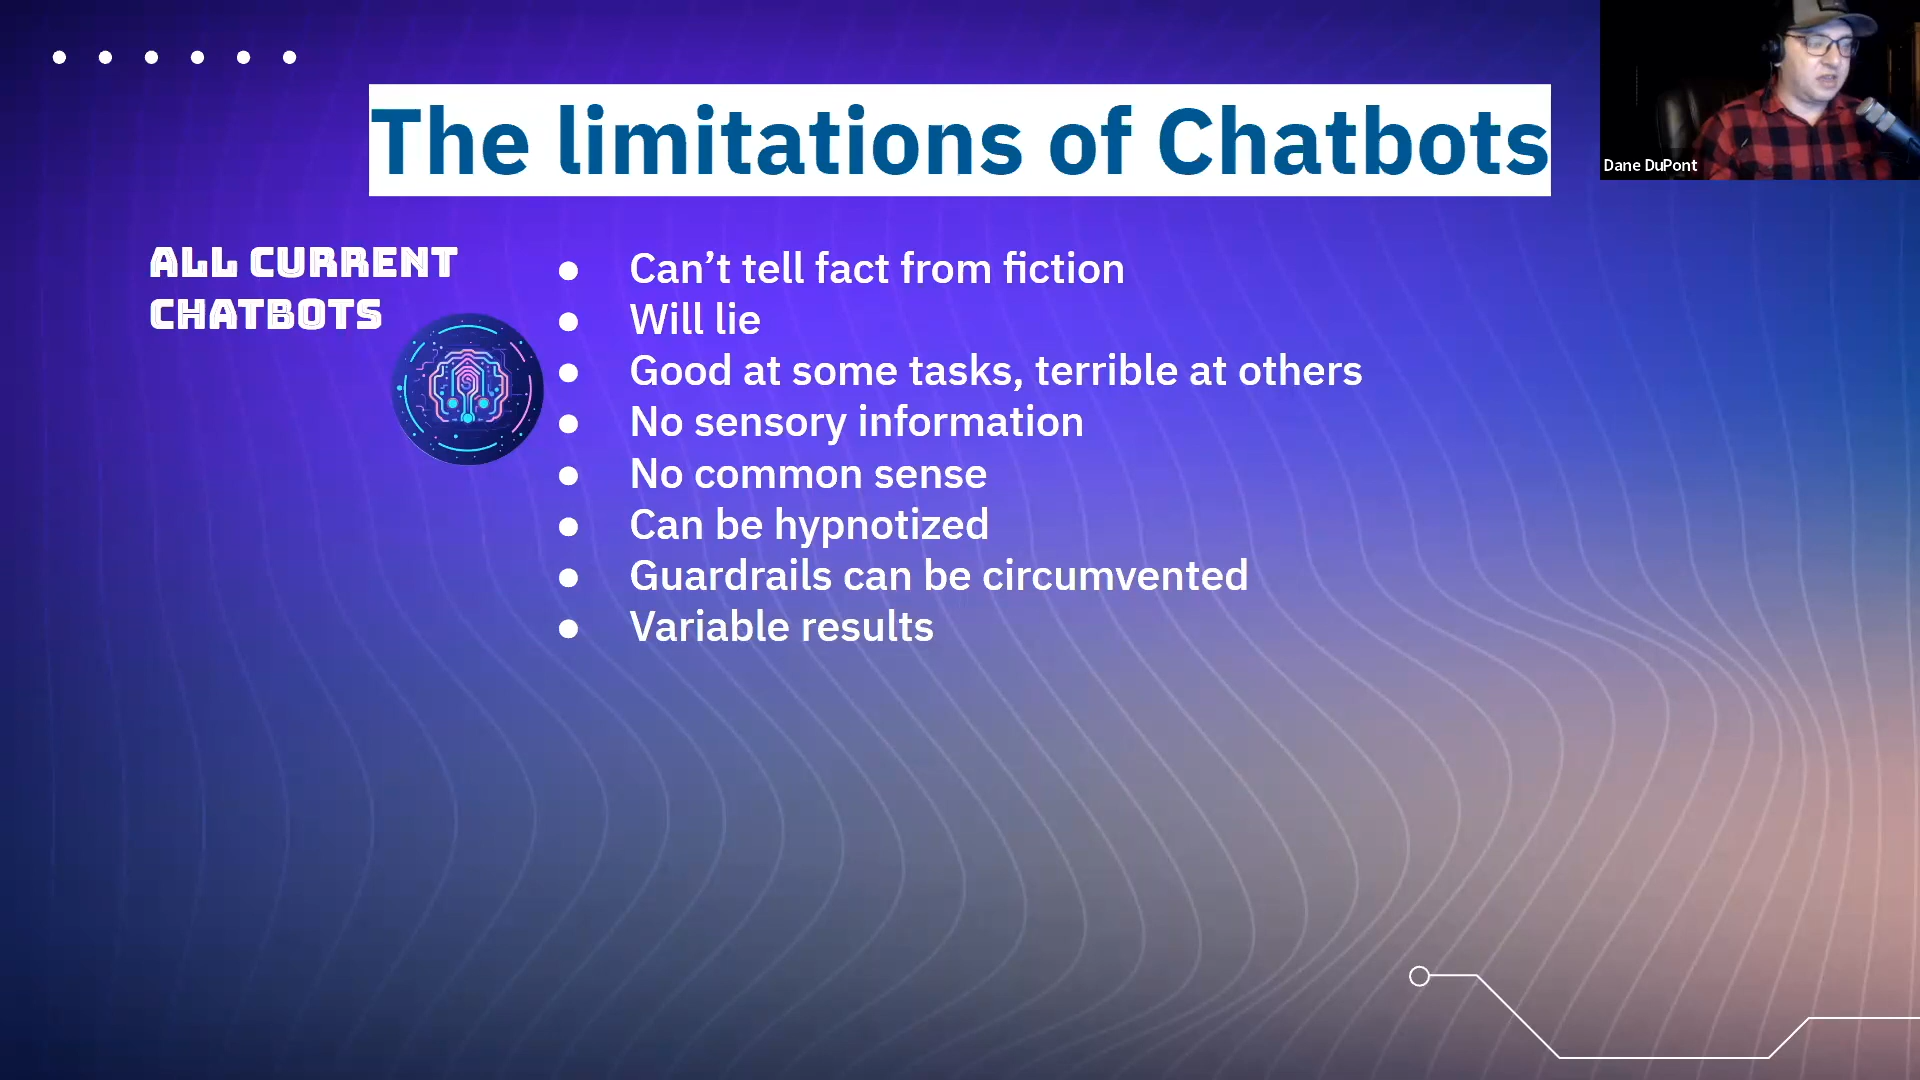 The limitations of Chatbots
Dane DuPont
ALL CURRENT
CHATBOTS
● Can’t tell fact from fiction
● Will lie
● Good at some tasks, terrible at others
● No sensory information
● No common sense
● Can be hypnotized
● Guardrails can be circumvented
● Variable results